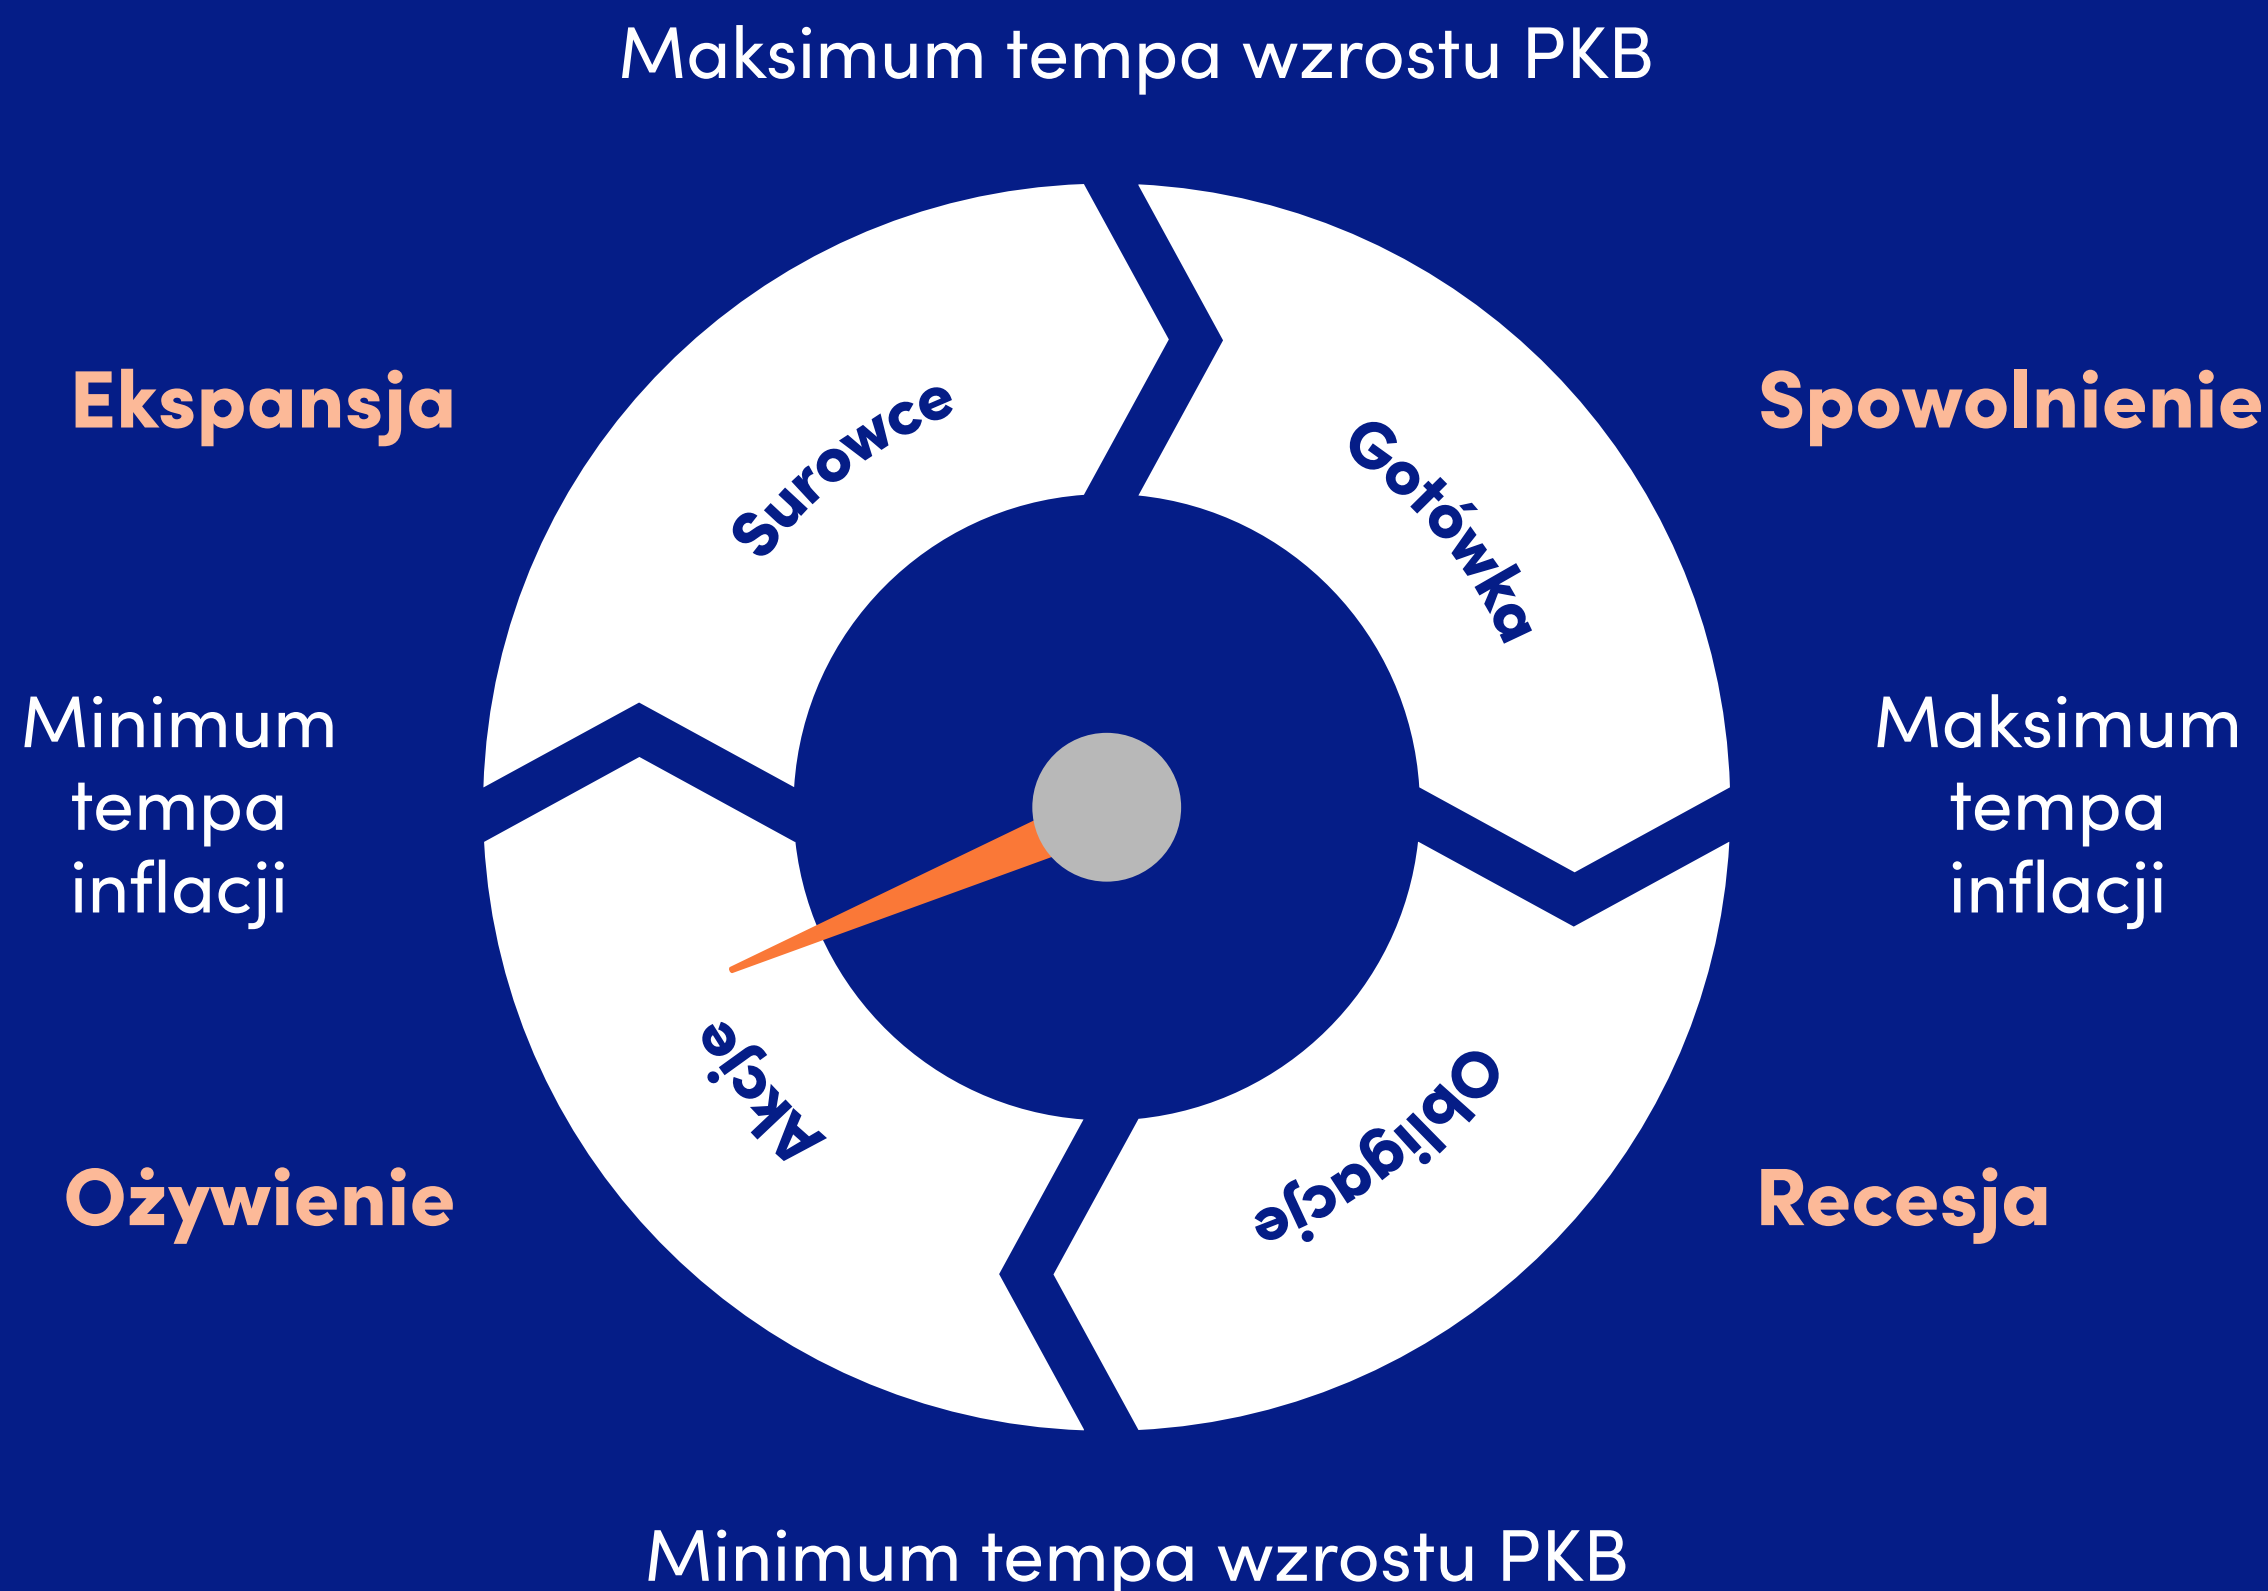 Maksimum tempa wzrostu PKB
Ekspansja
Surowce
Gotówka
Spowolnienie
Minimum
tempa
inflacji
Maksimum
tempa
inflacji
Ożywienie
Akcje
Obligacje
Recesja
Minimum tempa wzrostu PKB